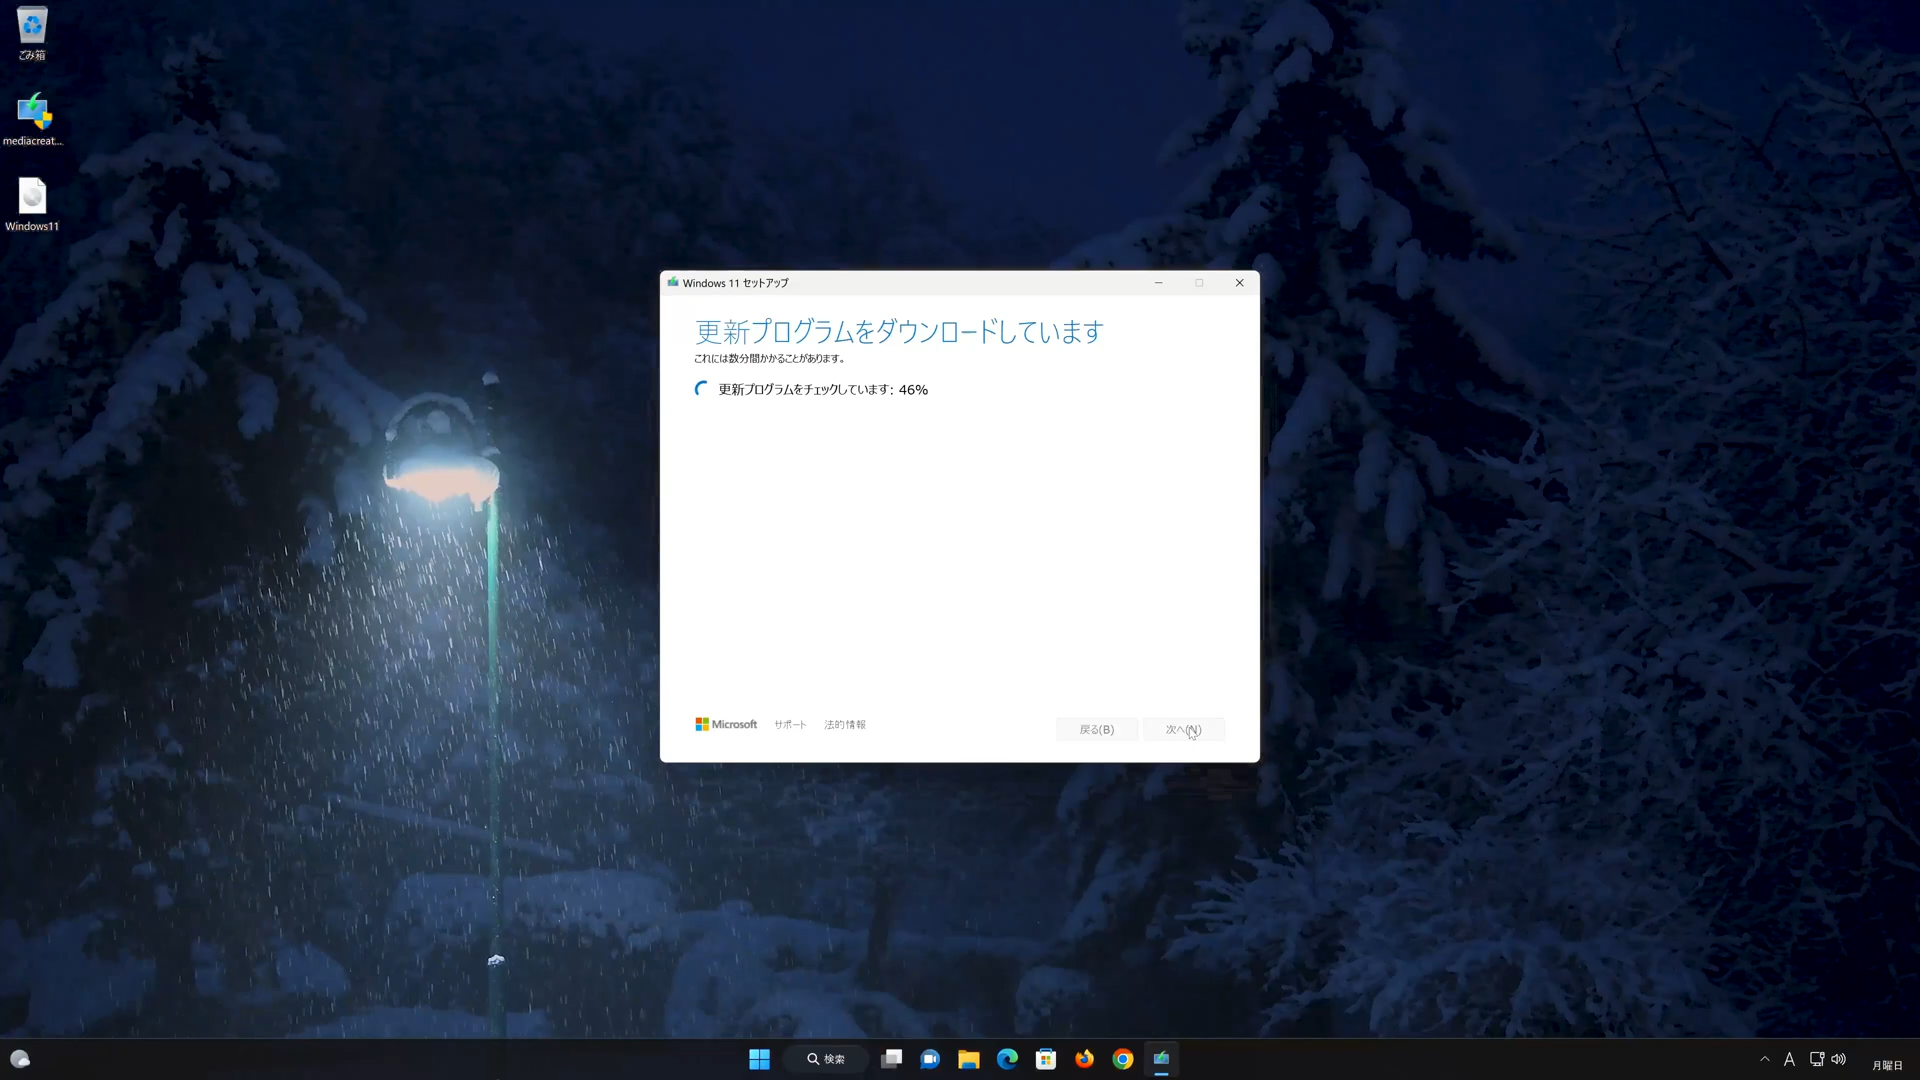 ごみ箱
mediacreat...
Windows11
Windows 11 セットアップ
更新プログラムをダウンロードしています
これには数分間かかることがあります。
更新プログラムをチェックしています: 46%
Microsoft サポート 法的情報
戻る(B) 次へ(N)
検索
A
月曜日